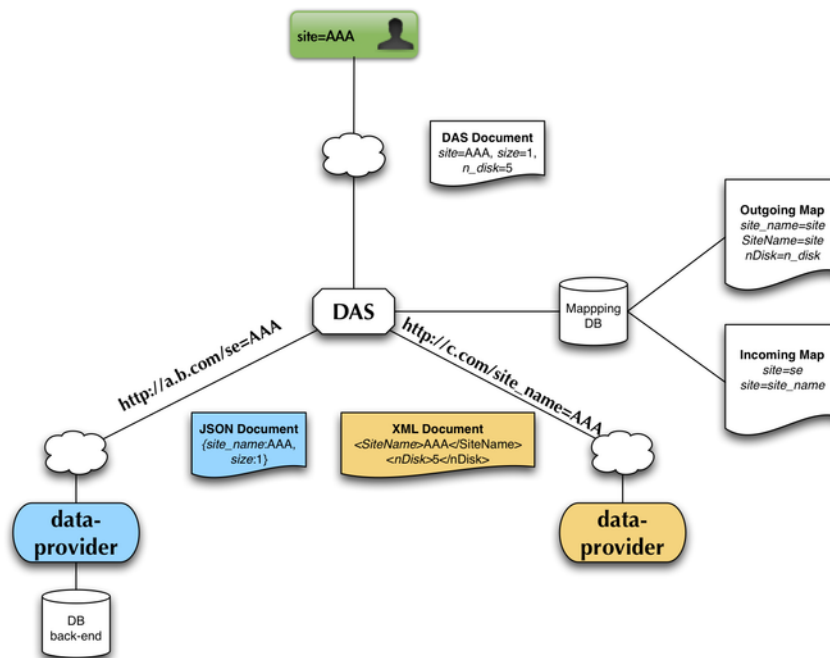 site=AAA
DAS Document
site=AAA, size=1,
n_disk=5
Outgoing Map
site_name=site
SiteName=site
nDisk=n_disk
DAS
Mappping
DB
http://a.b.com/se=AAA
http://c.com/site_name=AAA
Incoming Map
site=se
site=site_name
JSON Document
{site_name:AAA,
size:1}
XML Document
<SiteName>AAA</SiteName>
<nDisk>5</nDisk>
data-
provider
data-
provider
DB
back-end